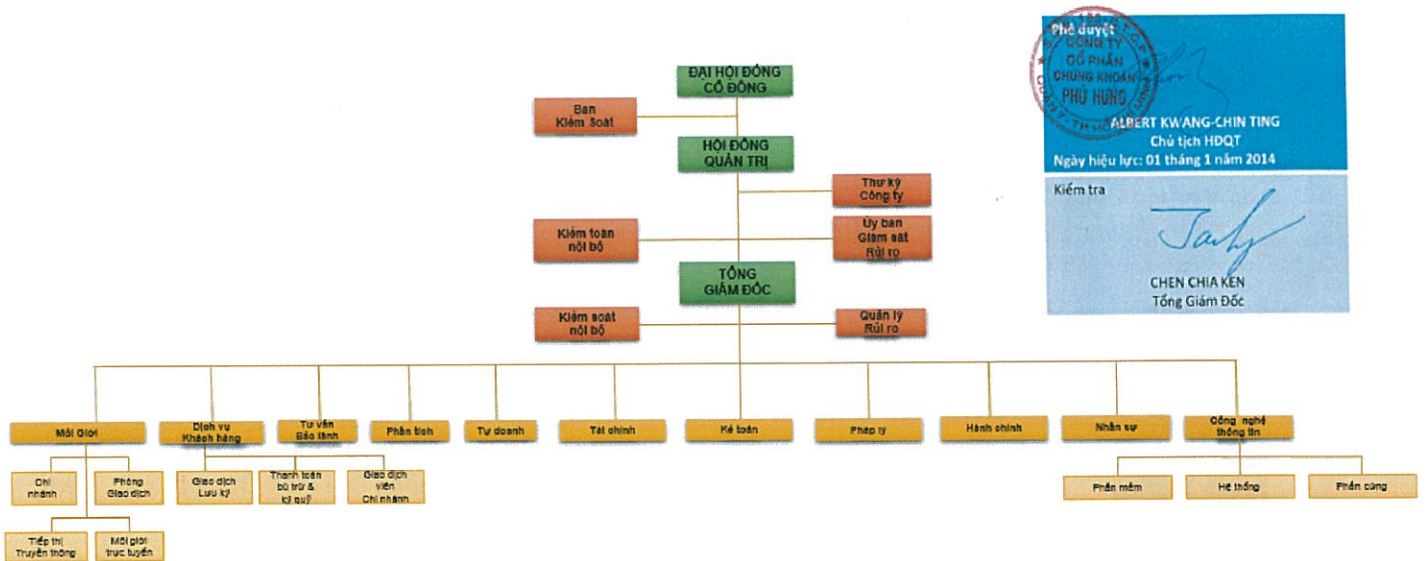 Phê duyệt
CÔNG TY
CỔ PHẦN
CHỨNG KHOÁN
PHÚ HƯNG
ALBERT KWANG-CHIN TING
Chủ tịch HĐQT
Ngày hiệu lực: 01 tháng 1 năm 2014
Kiểm tra
CHEN CHIA KEN
Tổng Giám Đốc
ĐẠI HỘI ĐỒNG
CỔ ĐÔNG
Ban
Kiểm Soát
HỘI ĐỒNG
QUẢN TRỊ
Thư ký
Công ty
Kiểm toán
nội bộ
Ủy ban
Giám sát
Rủi ro
TỔNG
GIÁM ĐỐC
Kiểm soát
nội bộ
Quản lý
Rủi ro
Môi Giới
Dịch vụ
Khách hàng
Tư vấn
Bảo lãnh
Phân tích
Tự doanh
Tài chính
Kế toán
Pháp lý
Hành chính
Nhân sự
Công nghệ
thông tin
Chi
nhánh
Phòng
Giao dịch
Giao dịch
Lưu ký
Thanh toán
bù trừ &
ký quỹ
Giao dịch
viên
Chi nhánh
Phần mềm
Hệ thống
Phần cứng
Tiếp thị
Truyền thông
Môi giới
trực tuyến